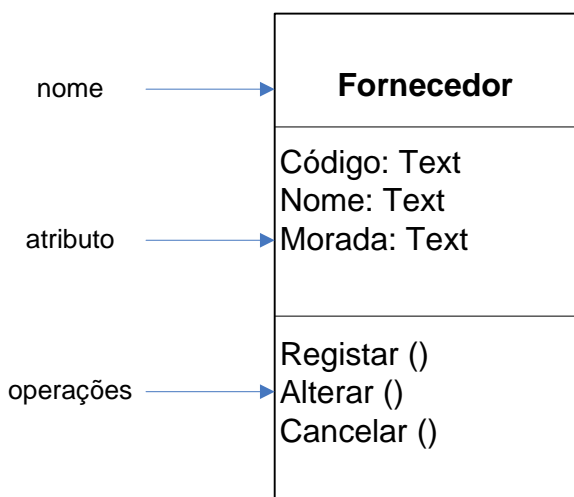 nome
Fornecedor
Código: Text
Nome: Text
atributo
Morada: Text
Registar ()
operações
Alterar ()
Cancelar ()